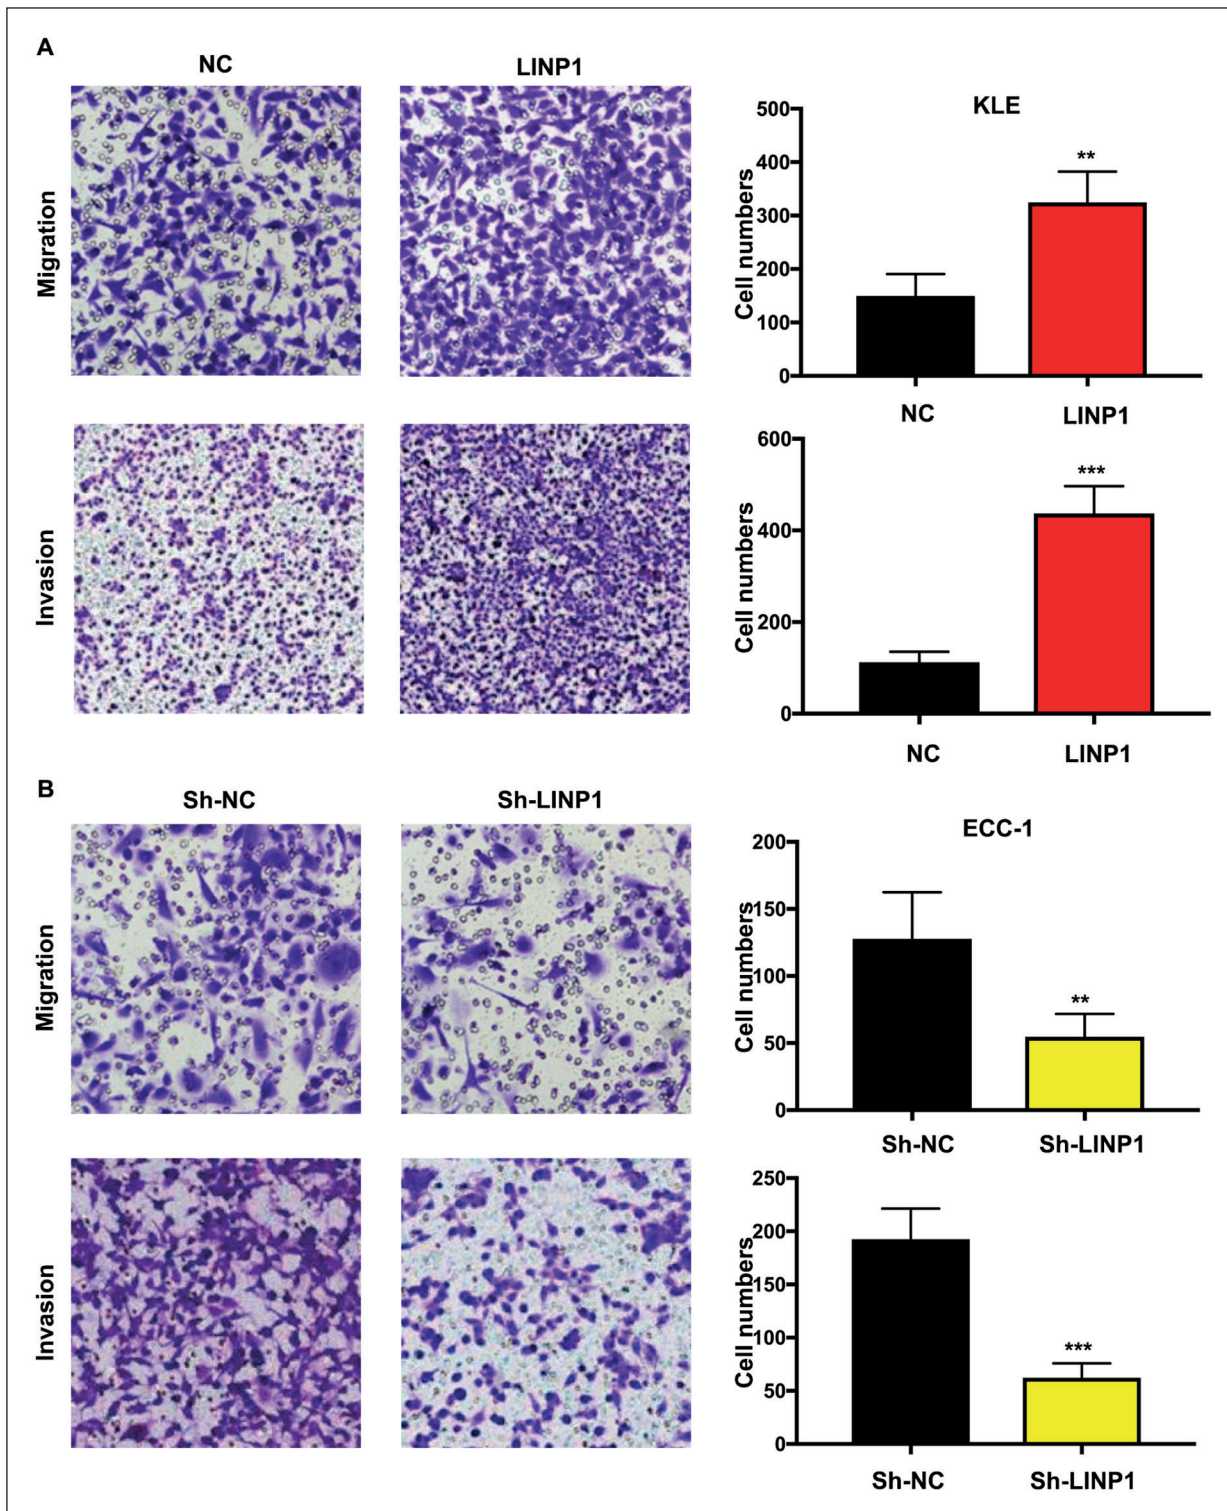 A
NC
LINP1
Migration
Invasion
KLE
Cell numbers
500
400
300
200
100
0
**
NC
LINP1
Cell numbers
600
400
200
0
***
NC
LINP1
B
Sh-NC
Sh-LINP1
Migration
Invasion
ECC-1
Cell numbers
200
150
100
50
0
**
Sh-NC
Sh-LINP1
Cell numbers
250
200
150
100
50
0
***
Sh-NC
Sh-LINP1